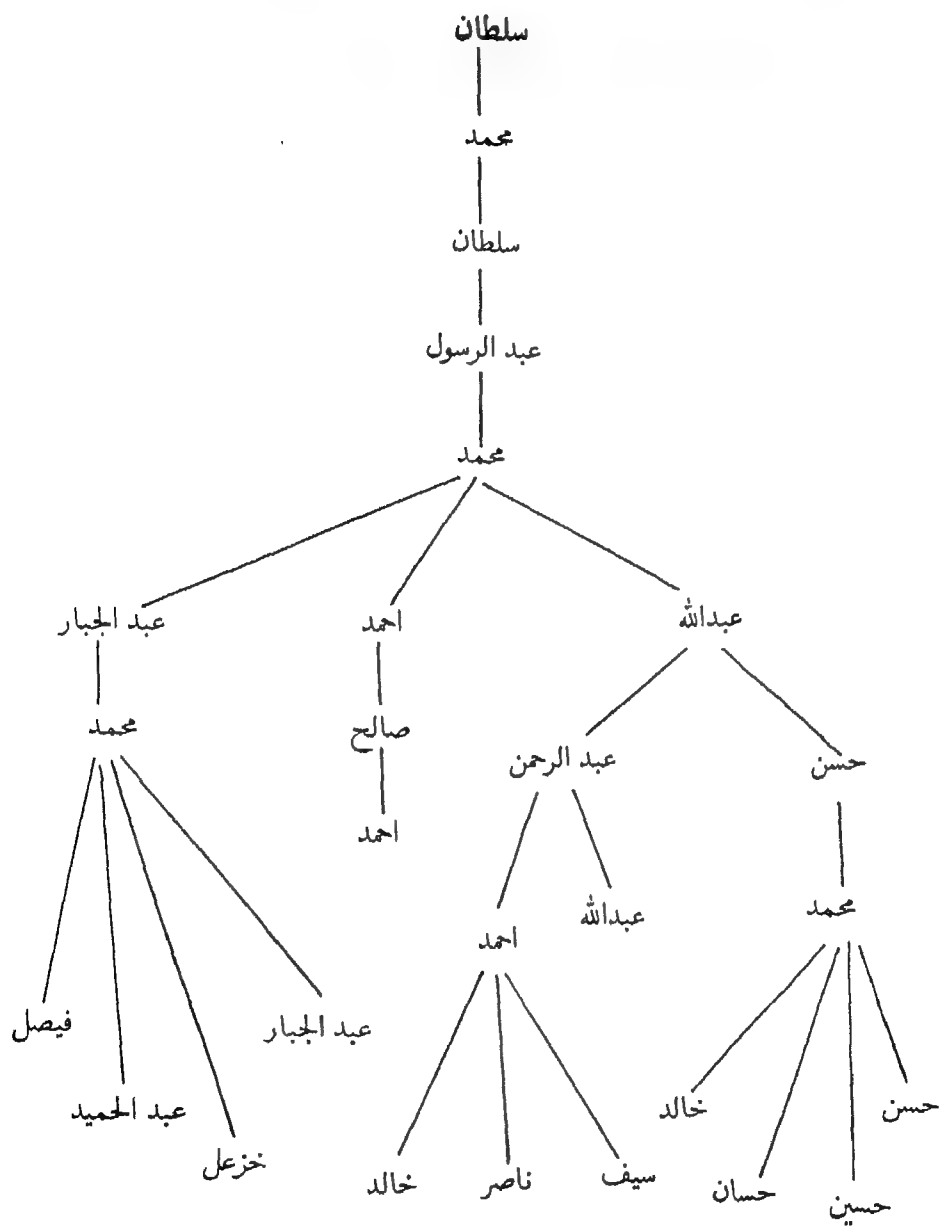 سلطان
محمد
سلطان
عبد الرسول
محمد
عبدالله
احمد
عبد الجبار
حسن
عبد الرحمن
صالح
محمد
محمد
عبدالله
احمد
احمد
حسن
خالد
عبد الجبار
فيصل
عبد الحميد
خزعل
سيف
ناصر
خالد
حسين
حسان